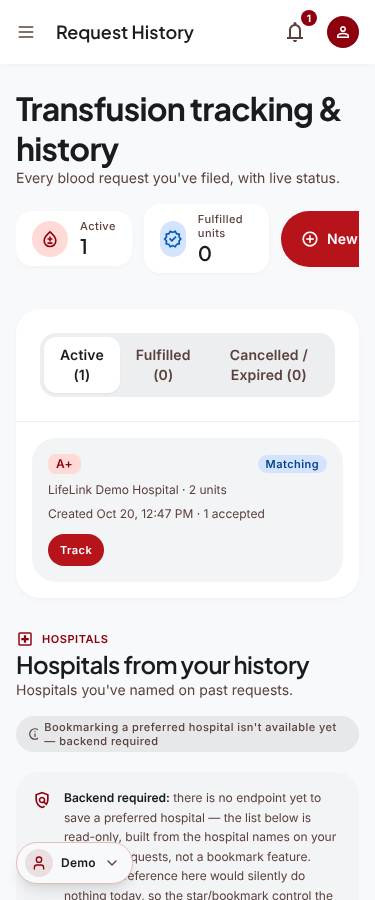 Request History
1
Transfusion tracking &
history
Every blood request you've filed, with live status.
Active
1
Fulfilled
units
0
New
Active
(1)
Fulfilled
(0)
Cancelled /
Expired (0)
A+
Matching
LifeLink Demo Hospital · 2 units
Created Oct 20, 12:47 PM · 1 accepted
Track
HOSPITALS
Hospitals from your history
Hospitals you've named on past requests.
Bookmarking a preferred hospital isn't available yet
— backend required
Backend required: there is no endpoint yet to
save a preferred hospital — the list below is
read-only, built from the hospital names on your
quests, not a bookmark feature.
eference here would silently do
nothing today, so the star/bookmark control the
Demo